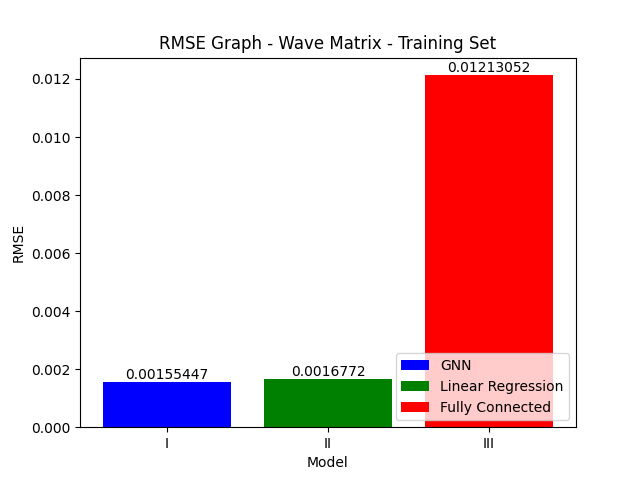 RMSE Graph - Wave Matrix - Training Set
0.01213052
0.012
0.010
0.008
RMSE
0.006
0.004
0.002
0.00155447
0.0016772
GNN
Linear Regression
Fully Connected
0.000
I
II
III
Model